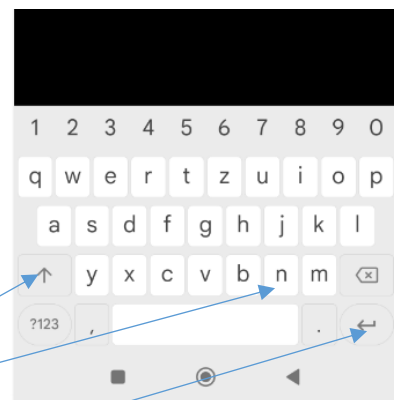 1 2 3 4 5 6 7 8 9 0
q w e r t z u i o p
a s d f g h j k l
y x c v b n m
?123 , .